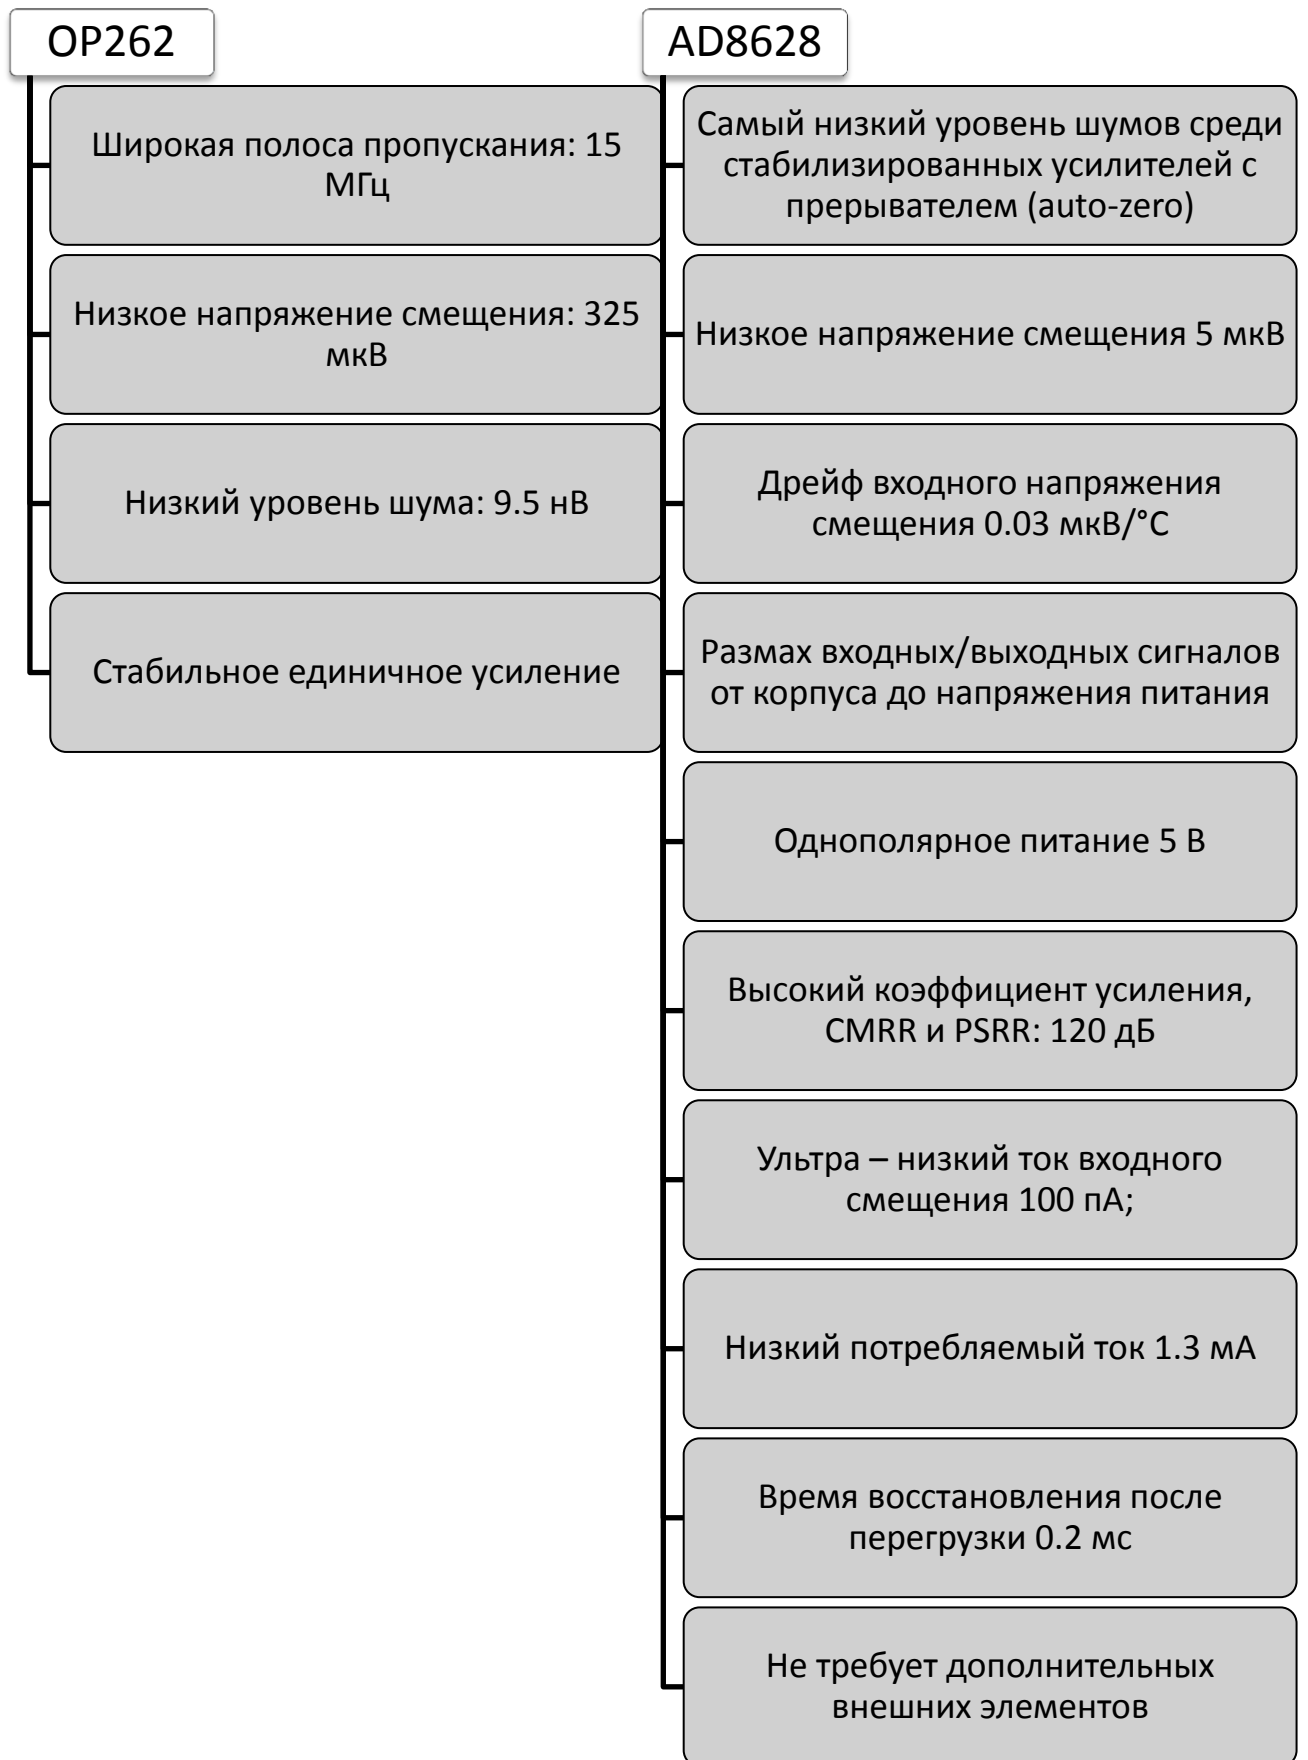 OP262
Широкая полоса пропускания: 15
МГц
Низкое напряжение смещения: 325
мкВ
Низкий уровень шума: 9.5 нВ
Стабильное единичное усиление
AD8628
Самый низкий уровень шумов среди
стабилизированных усилителей с
прерывателем (auto-zero)
Низкое напряжение смещения 5 мкВ
Дрейф входного напряжения
смещения 0.03 мкВ/°C
Размах входных/выходных сигналов
от корпуса до напряжения питания
Однополярное питание 5 В
Высокий коэффициент усиления,
CMRR и PSRR: 120 дБ
Ультра – низкий ток входного
смещения 100 пА;
Низкий потребляемый ток 1.3 мА
Время восстановления после
перегрузки 0.2 мс
Не требует дополнительных
внешних элементов